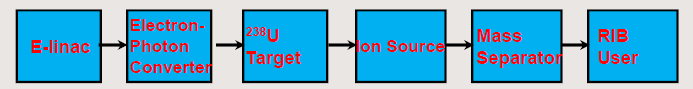 E-linac
Electron-
Photon
Converter
²³⁸U
Target
Ion Source
Mass
Separator
RIB
User